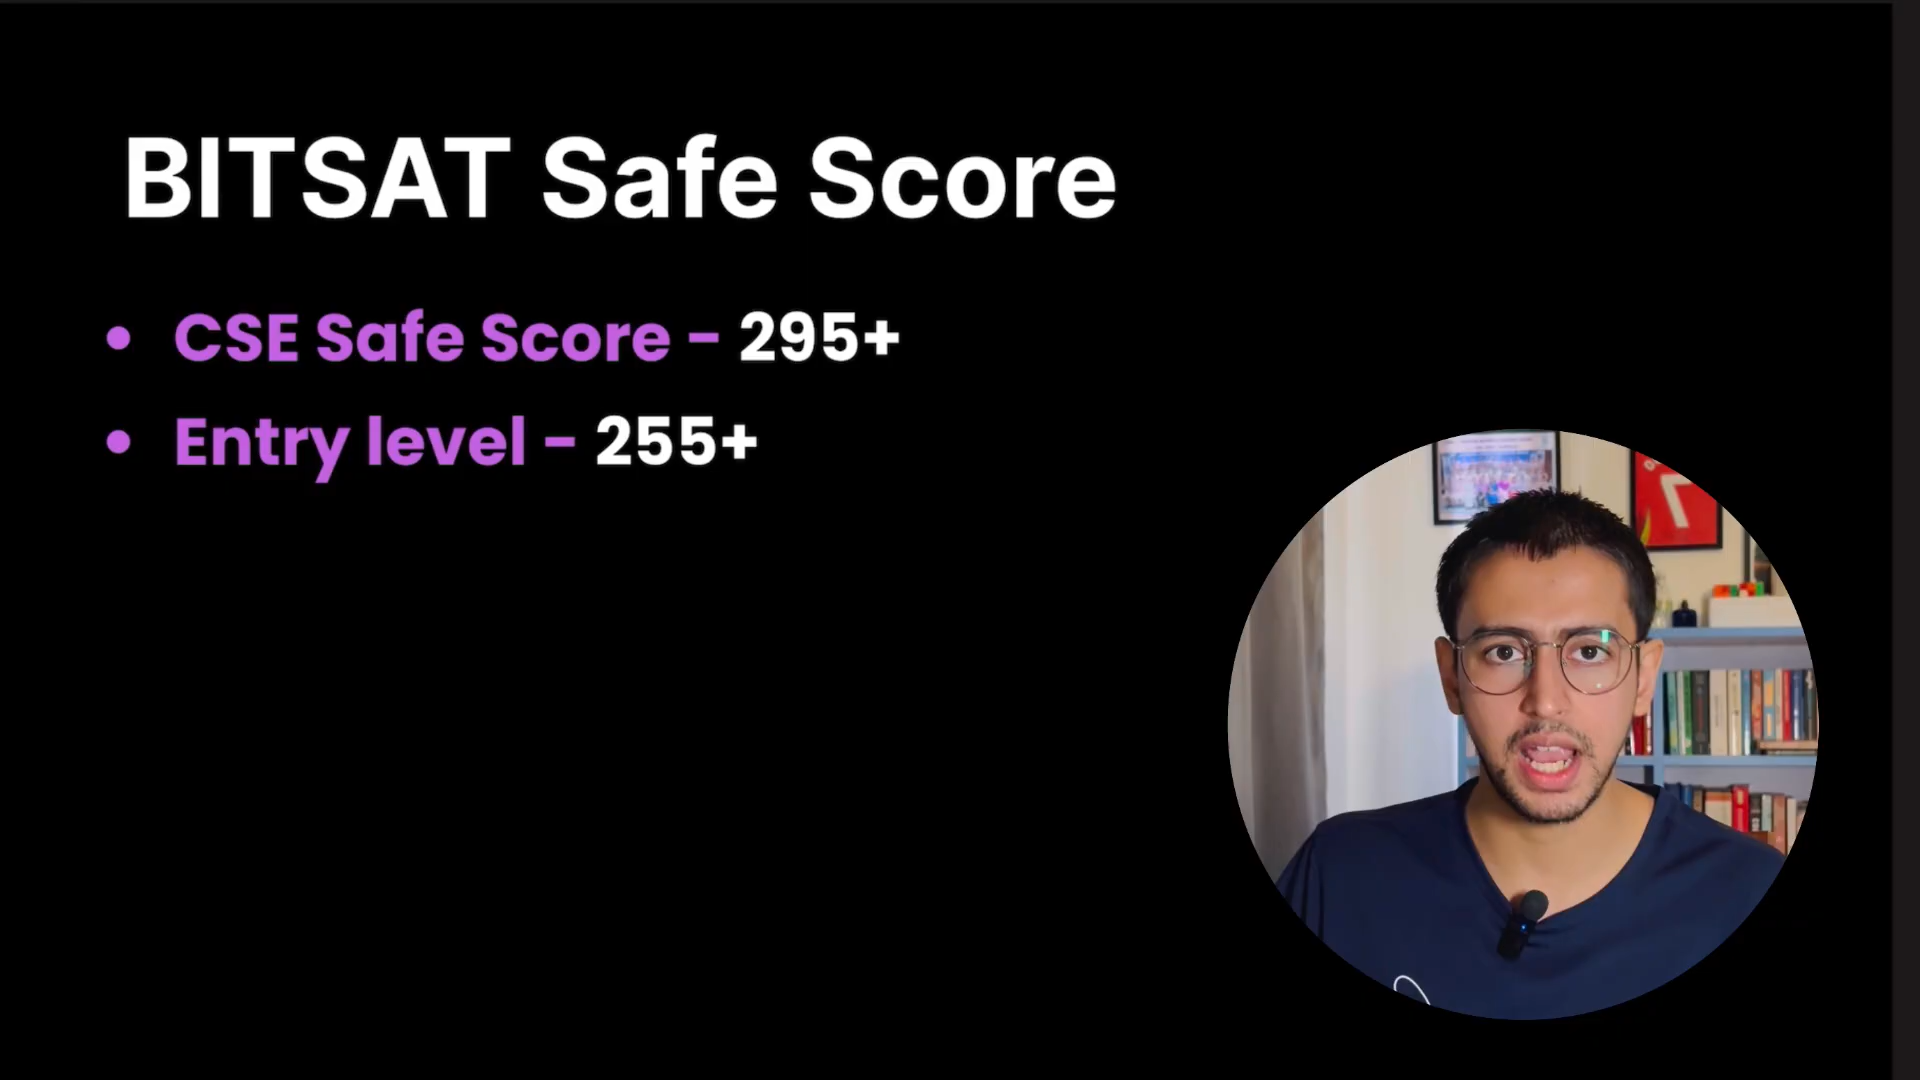 BITSAT Safe Score
• CSE Safe Score - 295+
• Entry level - 255+